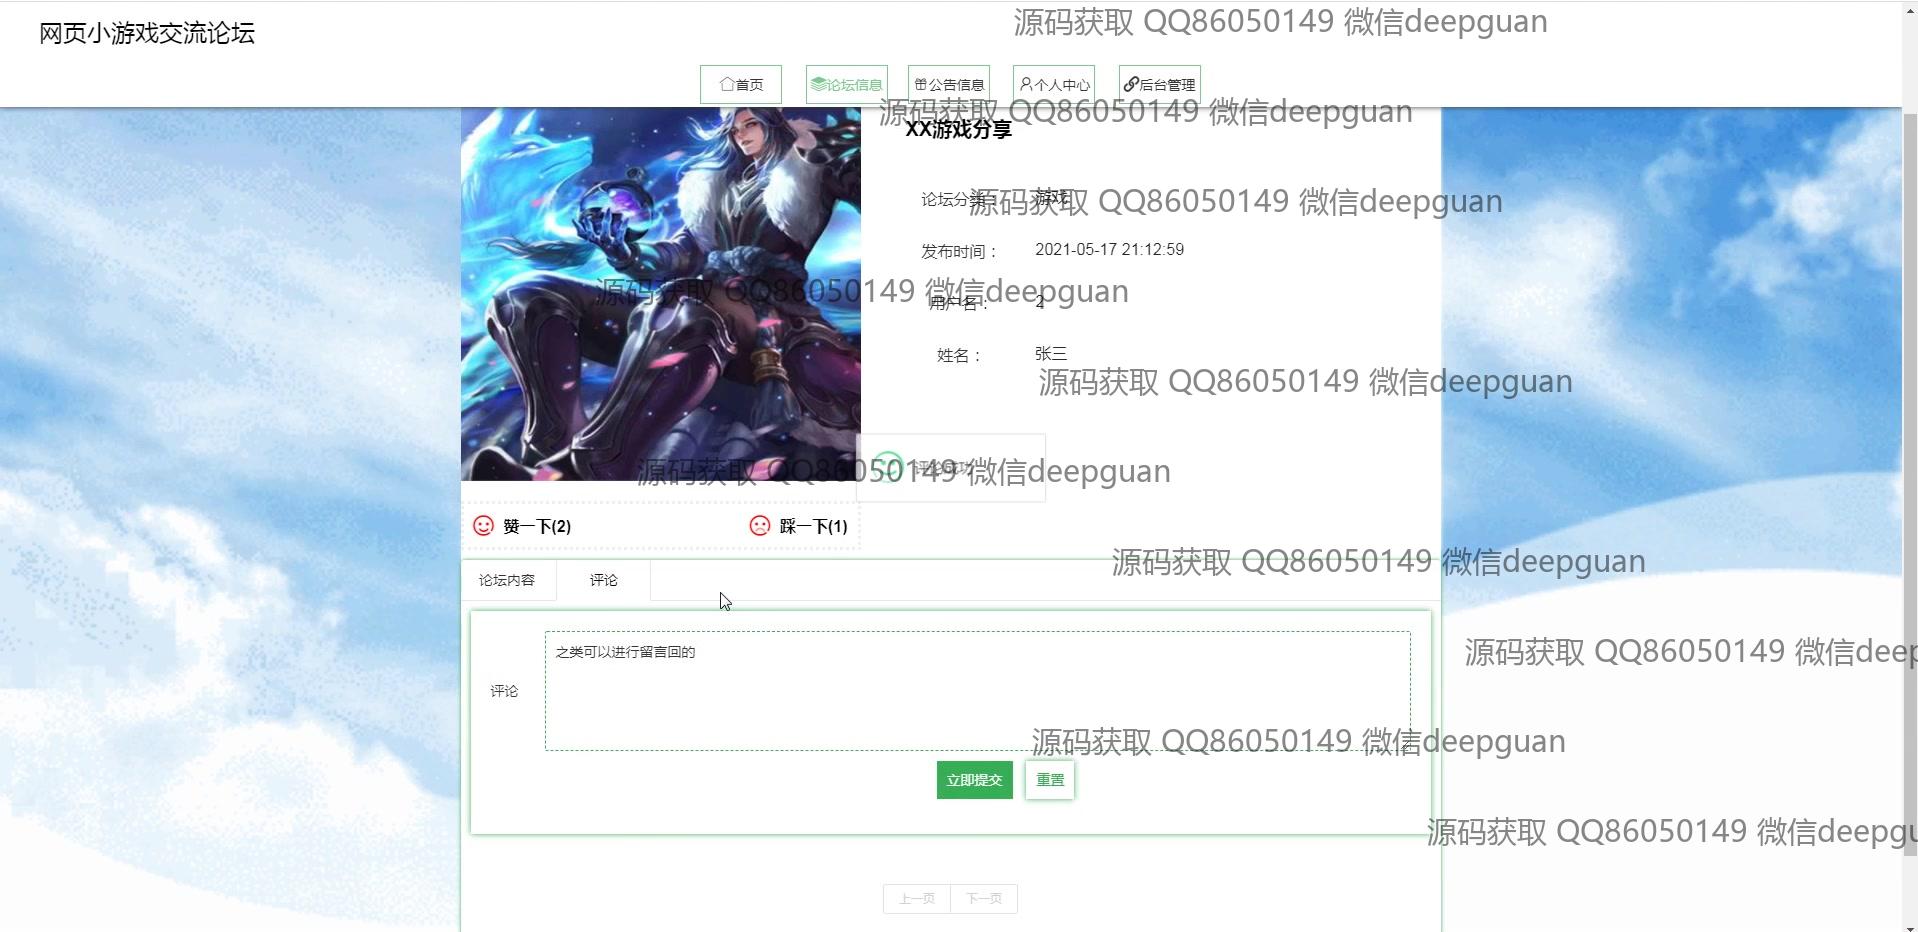 源码获取 QQ86050149 微信deepguan
网页小游戏交流论坛
首页 论坛信息 公告信息 个人中心 后台管理
源码获取 QQ86050149 微信deepguan
XX游戏分享
论坛分类： 游戏
源码获取 QQ86050149 微信deepguan
发布时间： 2021-05-17 21:12:59
源码获取 QQ86050149 微信deepguan
用户名： 2
姓名： 张三
源码获取 QQ86050149 微信deepguan
评论成功
源码获取 QQ86050149 微信deepguan
赞一下(2) 踩一下(1)
源码获取 QQ86050149 微信deepguan
论坛内容 评论
之类可以进行留言回的
源码获取 QQ86050149 微信deep
评论
源码获取 QQ86050149 微信deepguan
立即提交 重置
源码获取 QQ86050149 微信deepgu
上一页 下一页